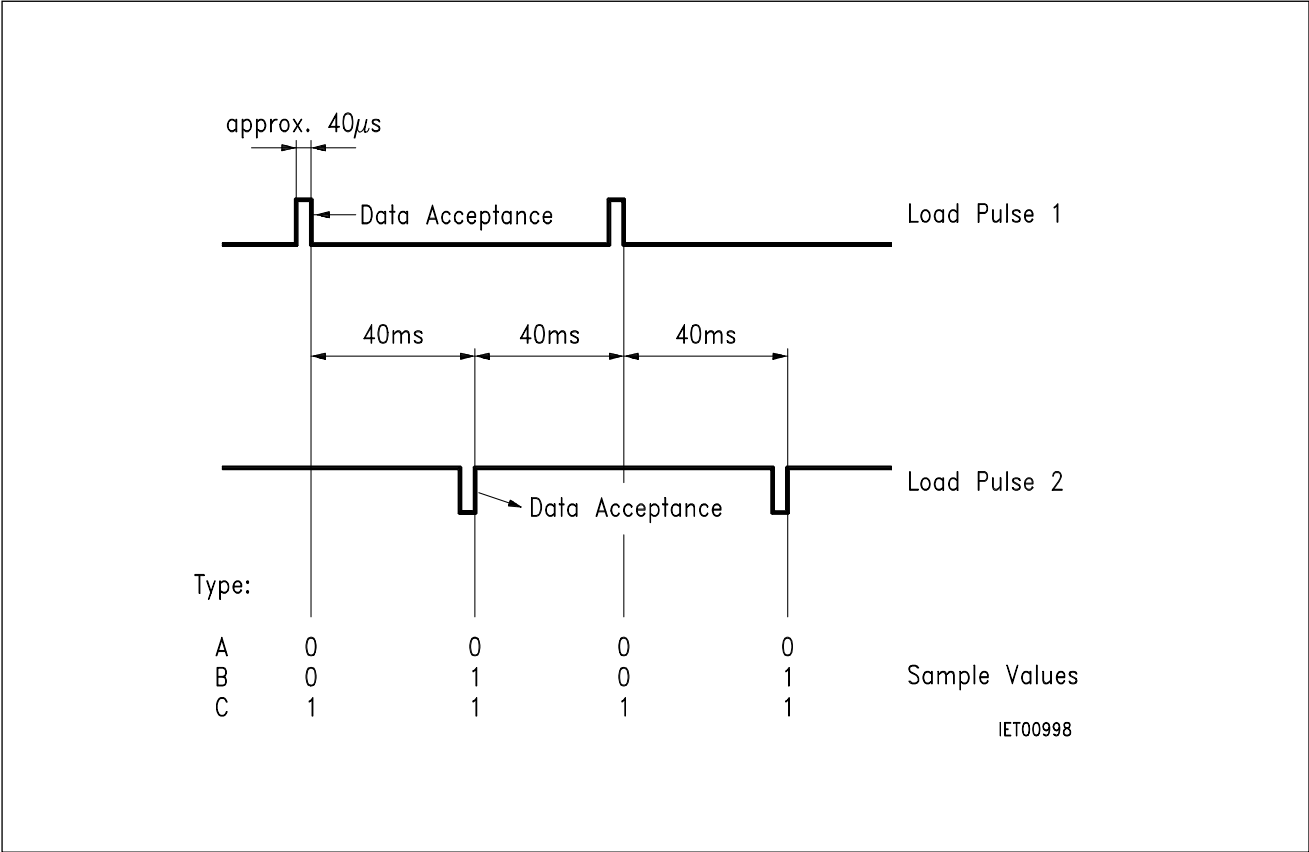 approx. 40μs
Data Acceptance
Load Pulse 1
40ms 40ms 40ms
Load Pulse 2
Data Acceptance
Type:
A 0 0 0 0
B 0 1 0 1 Sample Values
C 1 1 1 1
IET00998